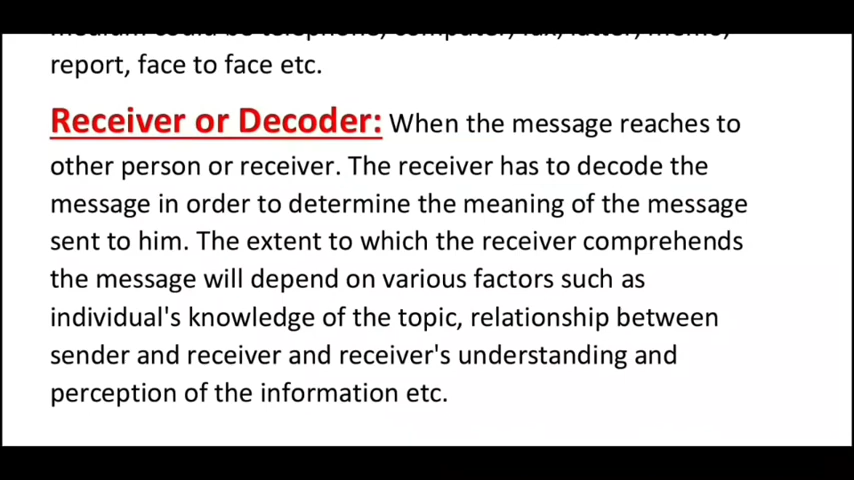 report, face to face etc.
Receiver or Decoder: When the message reaches to
other person or receiver. The receiver has to decode the
message in order to determine the meaning of the message
sent to him. The extent to which the receiver comprehends
the message will depend on various factors such as
individual's knowledge of the topic, relationship between
sender and receiver and receiver's understanding and
perception of the information etc.